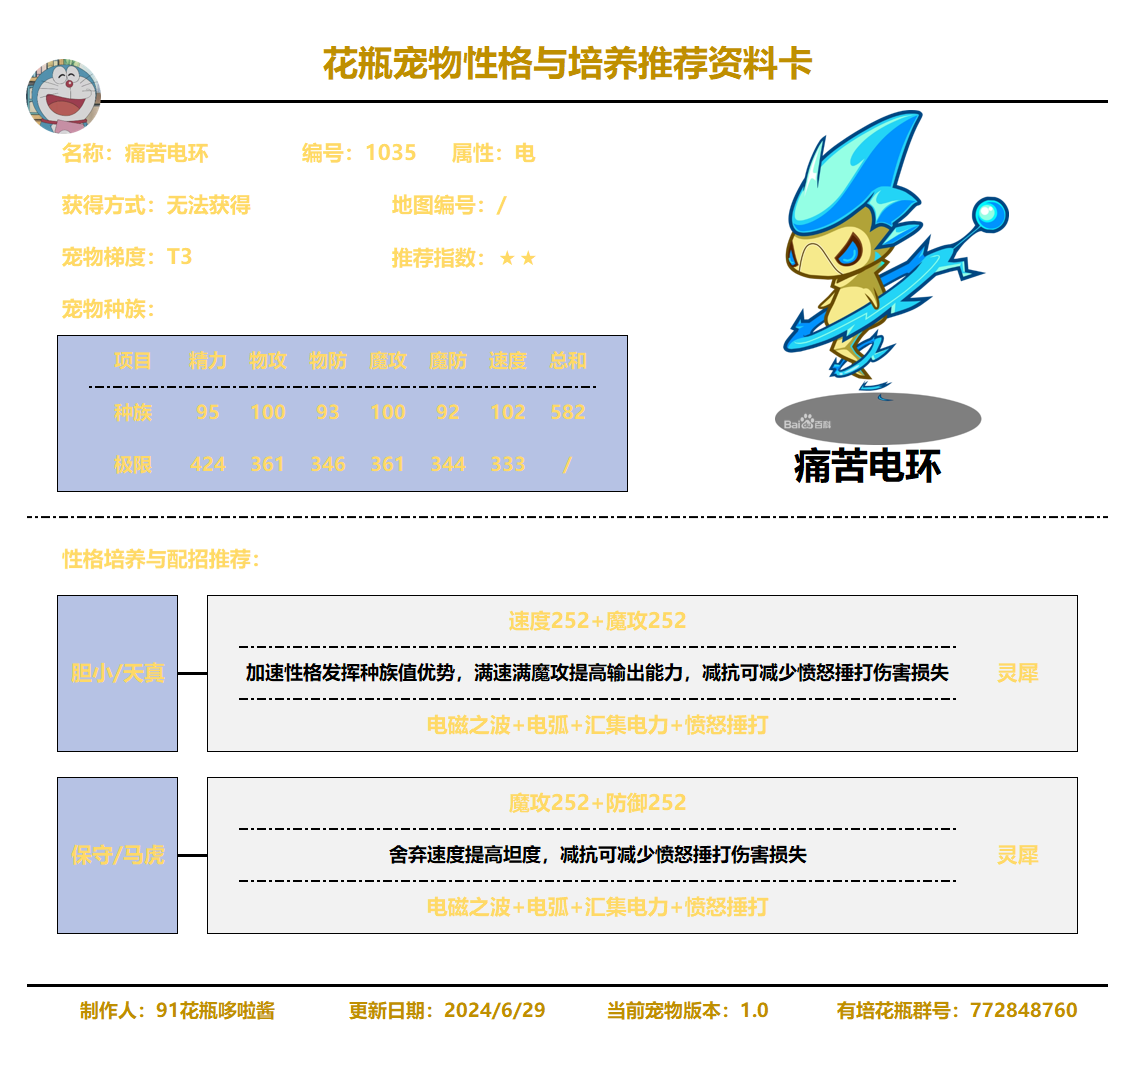 花瓶宠物性格与培养推荐资料卡
名称：痛苦电环 编号：1035 属性：电
获得方式：无法获得 地图编号：/
宠物梯度：T3 推荐指数：★★
宠物种族：
项目 精力 物攻 物防 魔攻 魔防 速度 总和
种族 95 100 93 100 92 102 582
极限 424 361 346 361 344 333 /
Bai百科
痛苦电环
性格培养与配招推荐：
速度252+魔攻252
胆小/天真 加速性格发挥种族值优势，满速满魔攻提高输出能力，减抗可减少愤怒捶打伤害损失 灵犀
电磁之波+电弧+汇集电力+愤怒捶打
魔攻252+防御252
保守/马虎 舍弃速度提高坦度，减抗可减少愤怒捶打伤害损失 灵犀
电磁之波+电弧+汇集电力+愤怒捶打
制作人：91花瓶哆啦酱 更新日期：2024/6/29 当前宠物版本：1.0 有培花瓶群号：772848760